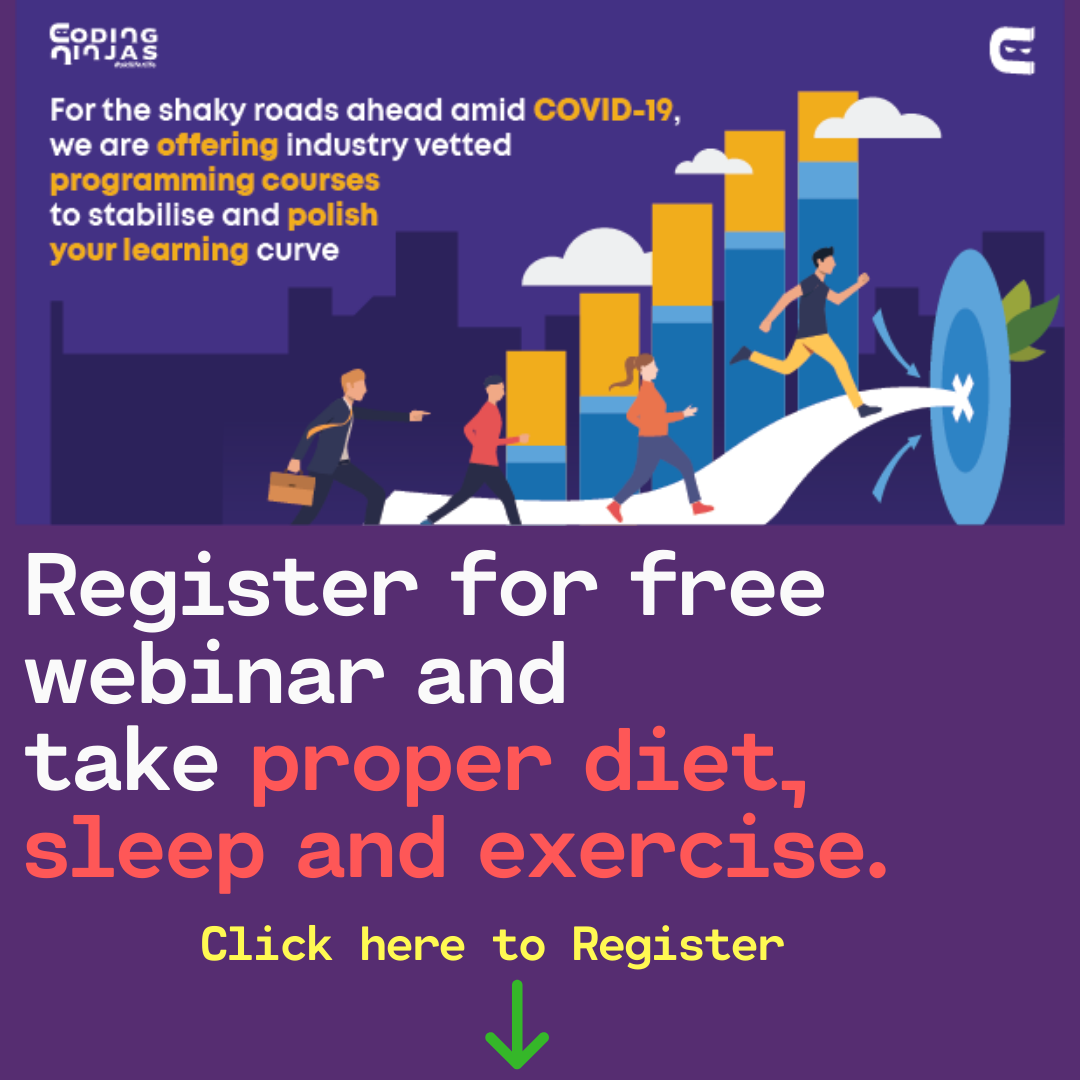 CODING
NINJAS
For the shaky roads ahead amid COVID-19,
we are offering industry vetted
programming courses
to stabilise and polish
your learning curve
Register for free
webinar and
take proper diet,
sleep and exercise.
Click here to Register